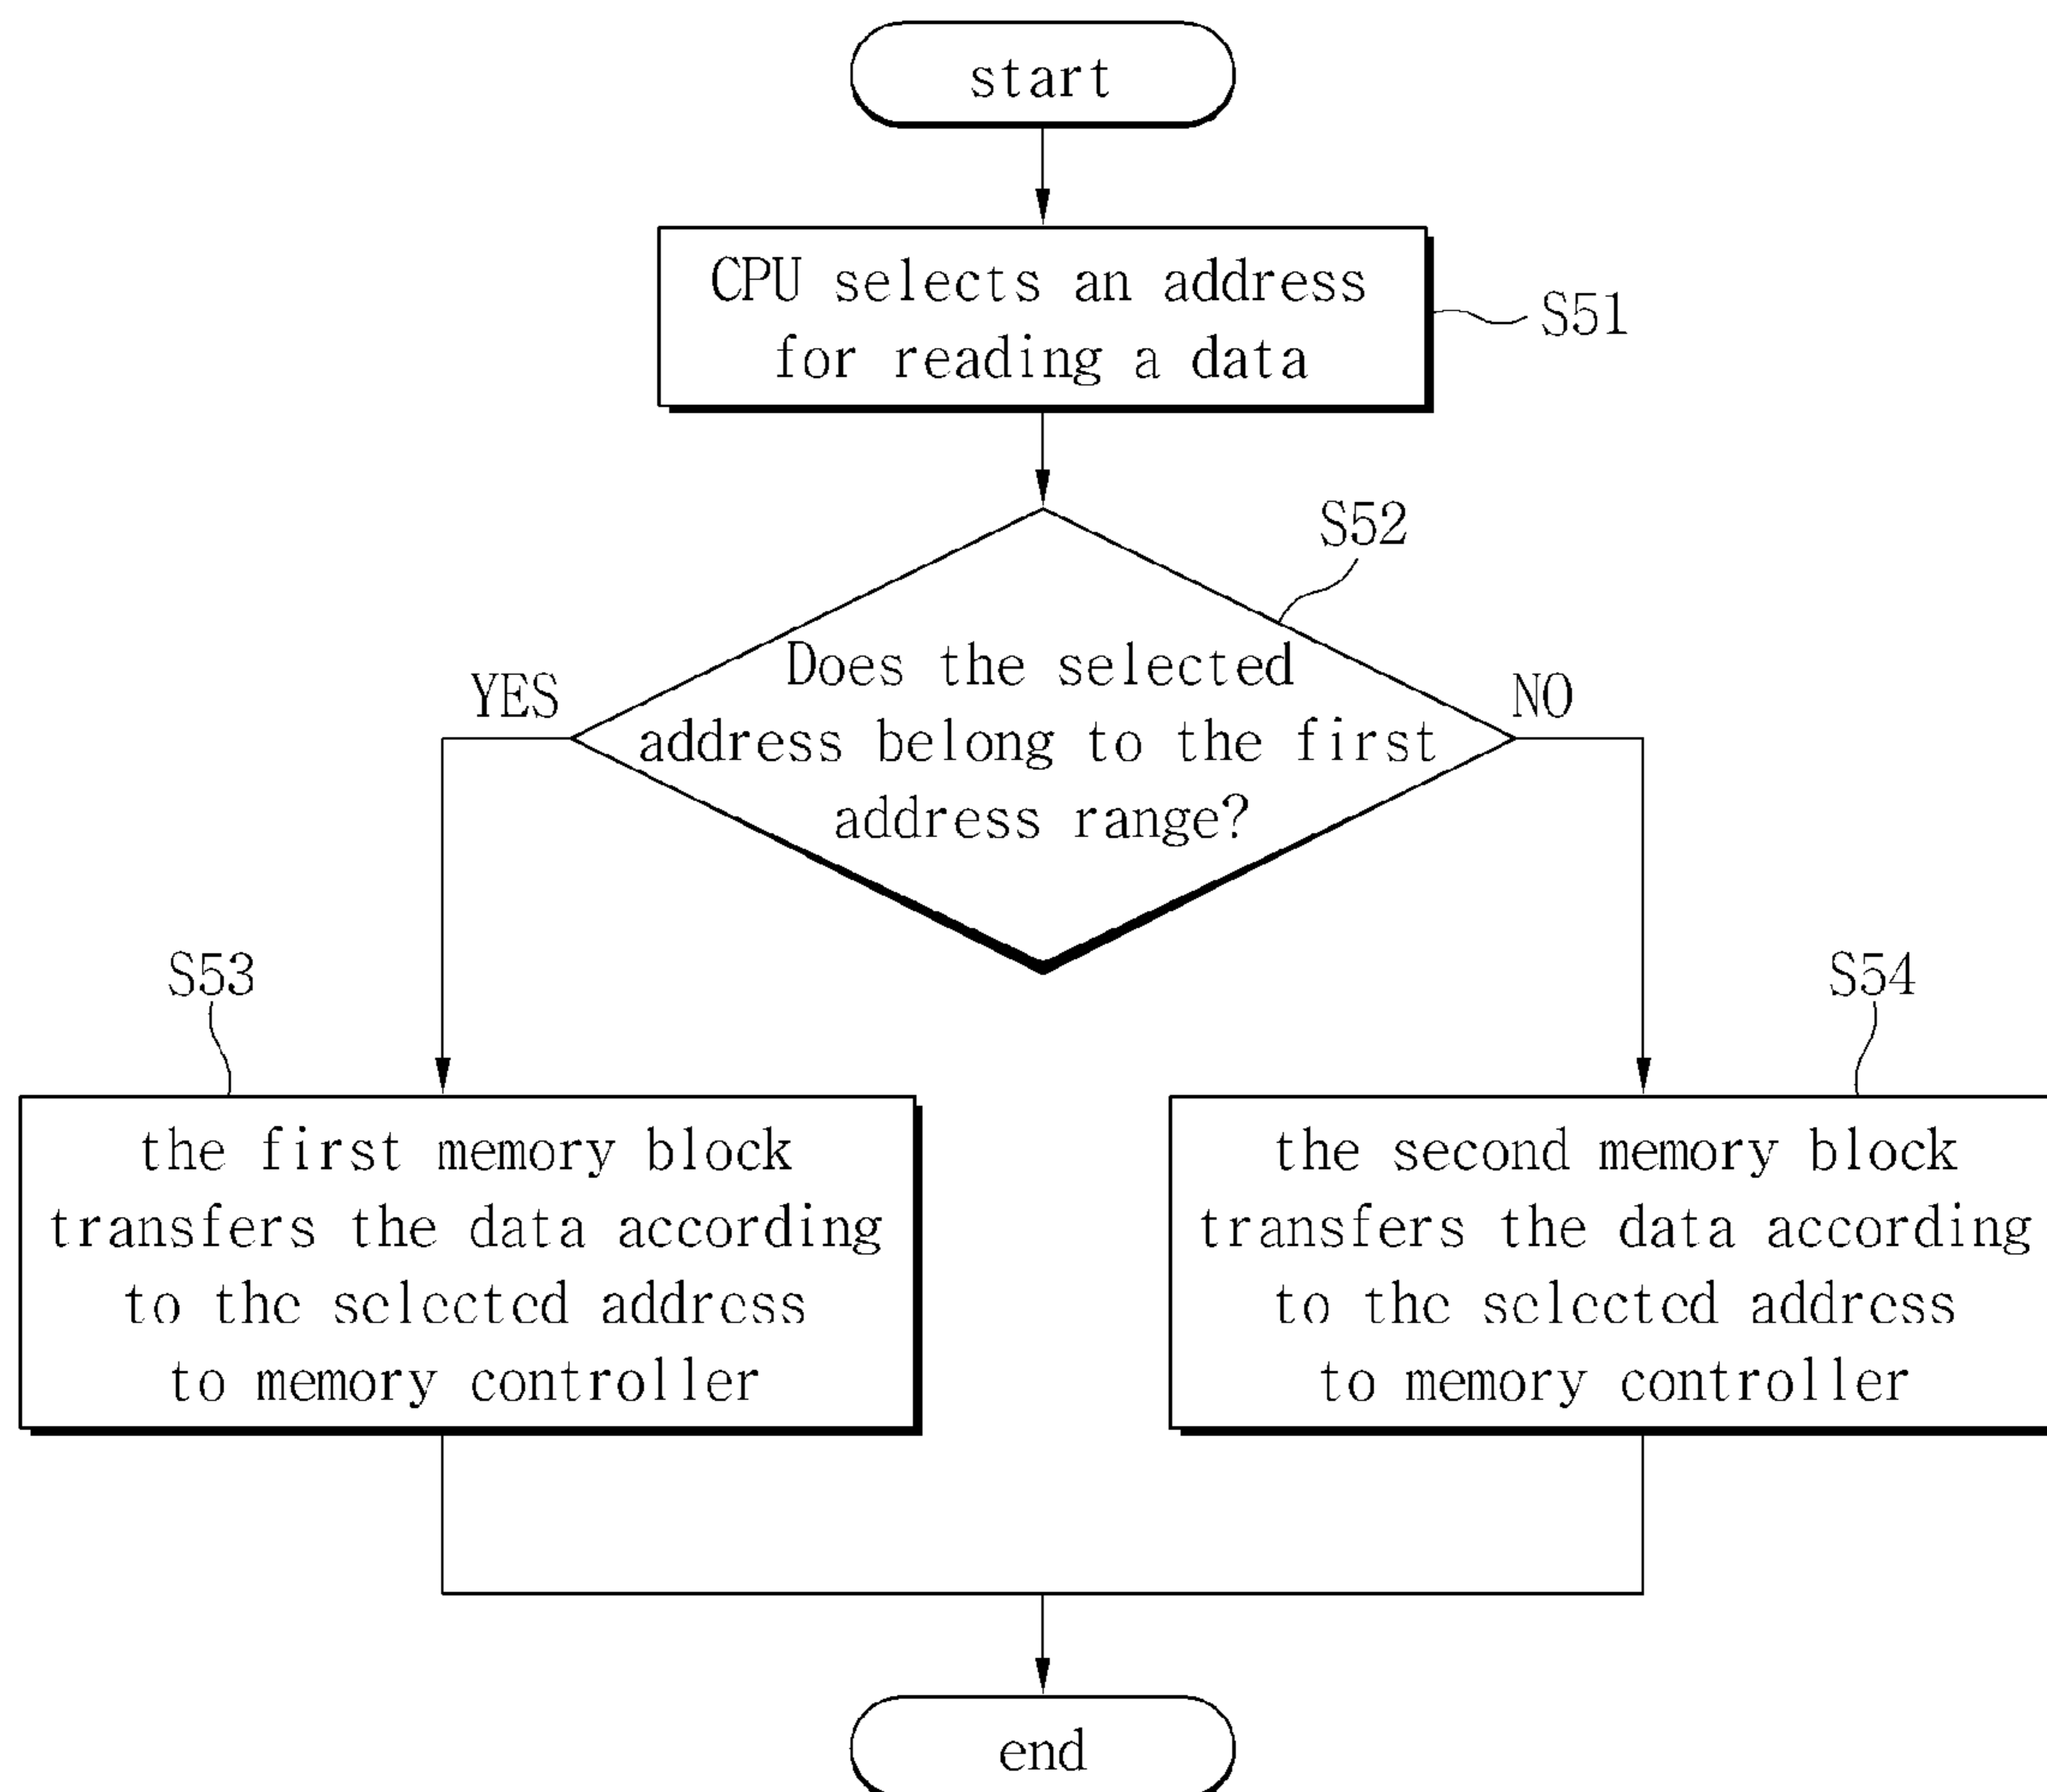 start
CPU selects an address
for reading a data
S51
S52
Does the selected
address belong to the first
address range?
YES
NO
S53
S54
the first memory block
transfers the data according
to the selected address
to memory controller
the second memory block
transfers the data according
to the selected address
to memory controller
end